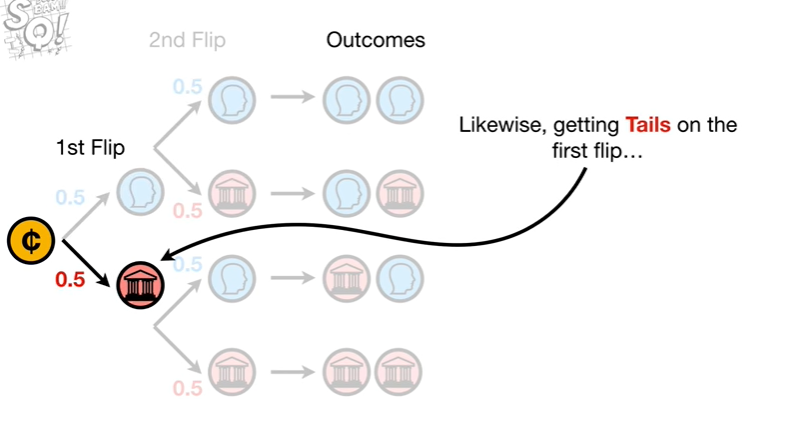 2nd Flip
Outcomes
0.5
Likewise, getting Tails on the
first flip...
1st Flip
0.5
0.5
¢
0.5
0.5
0.5